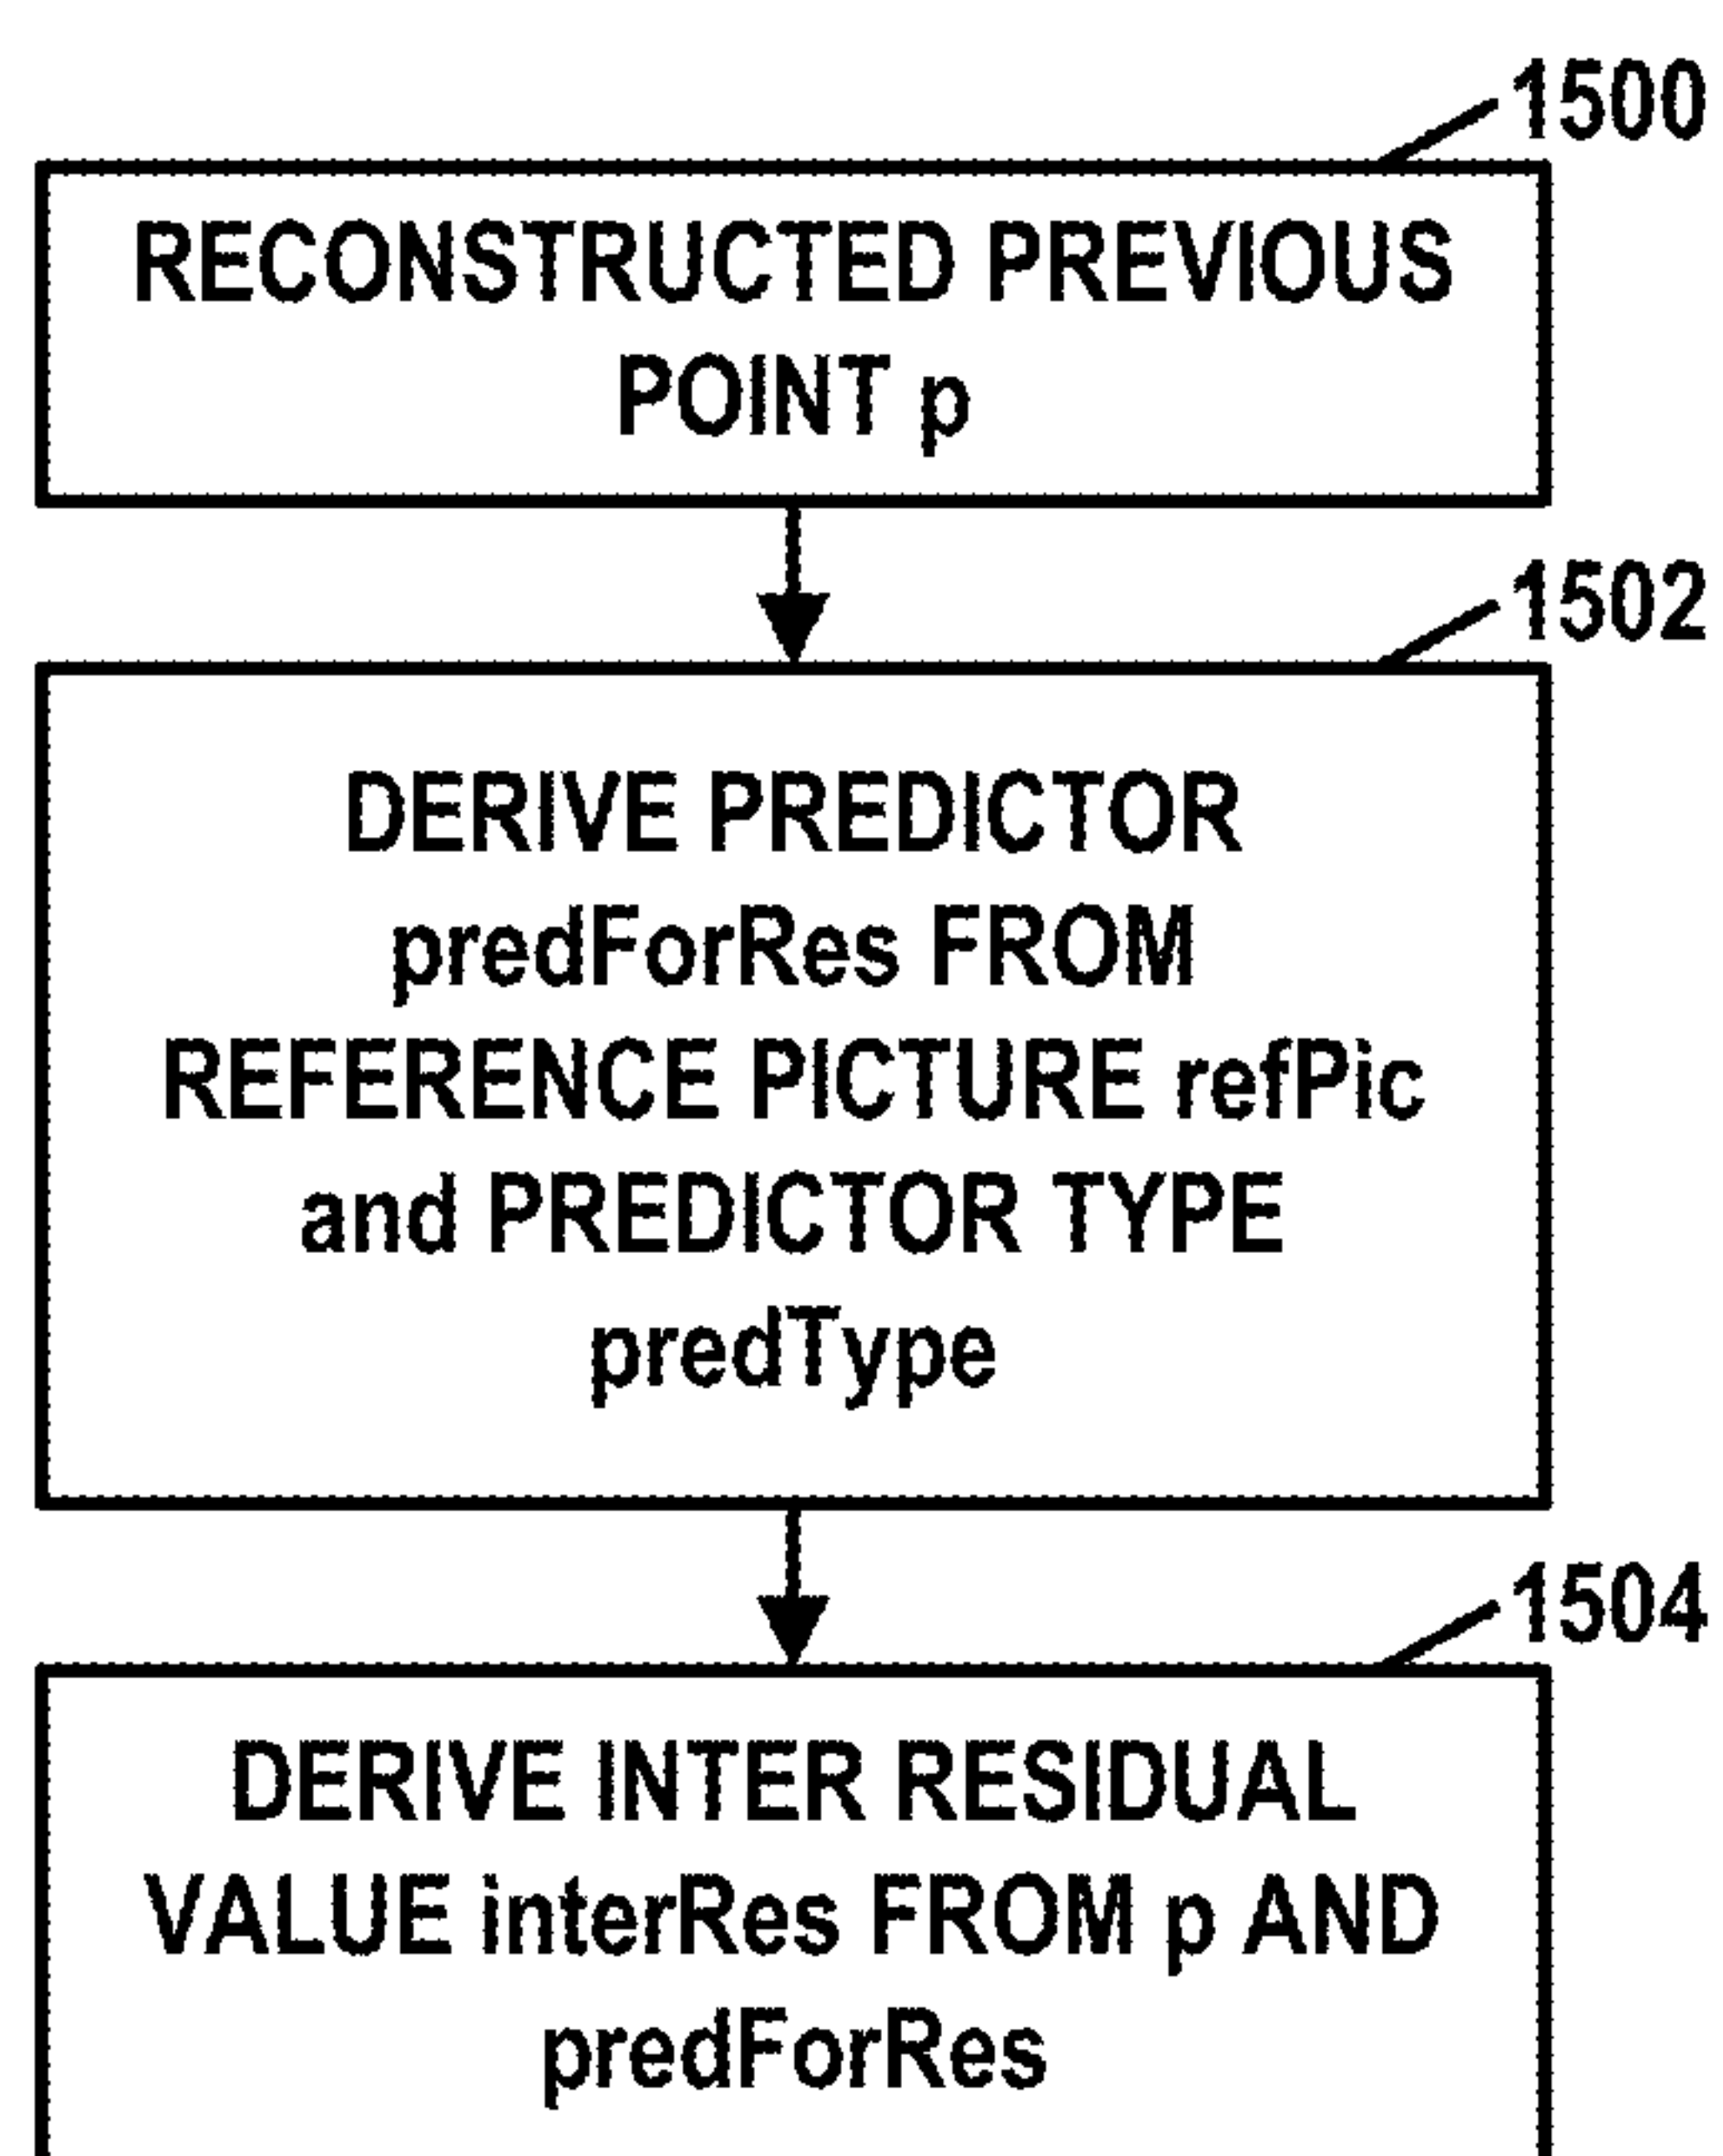 1500
RECONSTRUCTED PREVIOUS
POINT p
1502
DERIVE PREDICTOR
predForRes FROM
REFERENCE PICTURE refPic
and PREDICTOR TYPE
predType
1504
DERIVE INTER RESIDUAL
VALUE interRes FROM p AND
predForRes